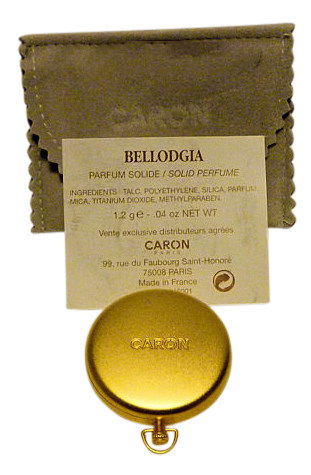 CARON
BELLODGIA
PARFUM SOLIDE / SOLID PERFUME
INGREDIENTS · TALC, POLYETHYLENE, SILICA, PARFUM
MICA, TITANIUM DIOXIDE, METHYLPARABEN.
1,2 g e - .04 oz NET WT
Vente exclusive distributeurs agréés
CARON
PARIS
99, rue du Faubourg Saint-Honoré
75008 PARIS
Made in France
CARON